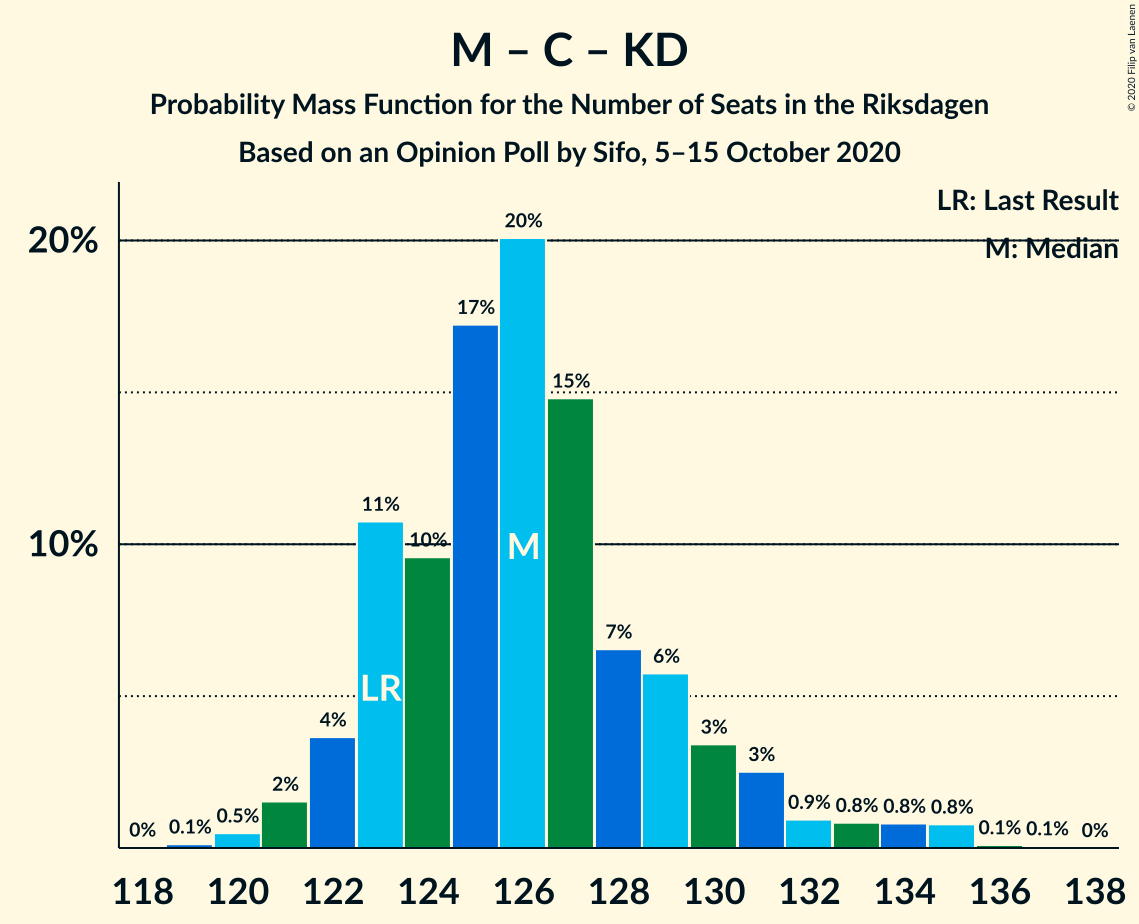 M – C – KD
Probability Mass Function for the Number of Seats in the Riksdagen
Based on an Opinion Poll by Sifo, 5–15 October 2020
© 2020 Filip van Laenen
LR: Last Result
M: Median
20%
10%
0%
0.1%
0.5%
2%
4%
11%
10%
17%
20%
15%
7%
6%
3%
3%
0.9%
0.8%
0.8%
0.8%
0.1%
0.1%
0%
LR
M
118 120 122 124 126 128 130 132 134 136 138